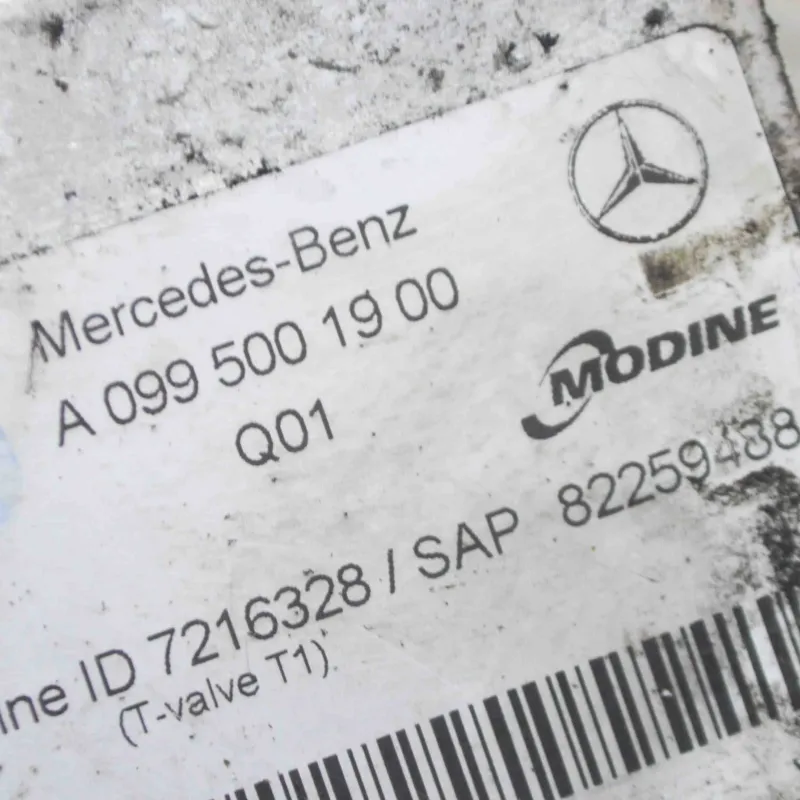 Mercedes-Benz
A 099 500 19 00
Q01
MODINE
ine ID 7216328 / SAP 82259438
(T-valve T1)